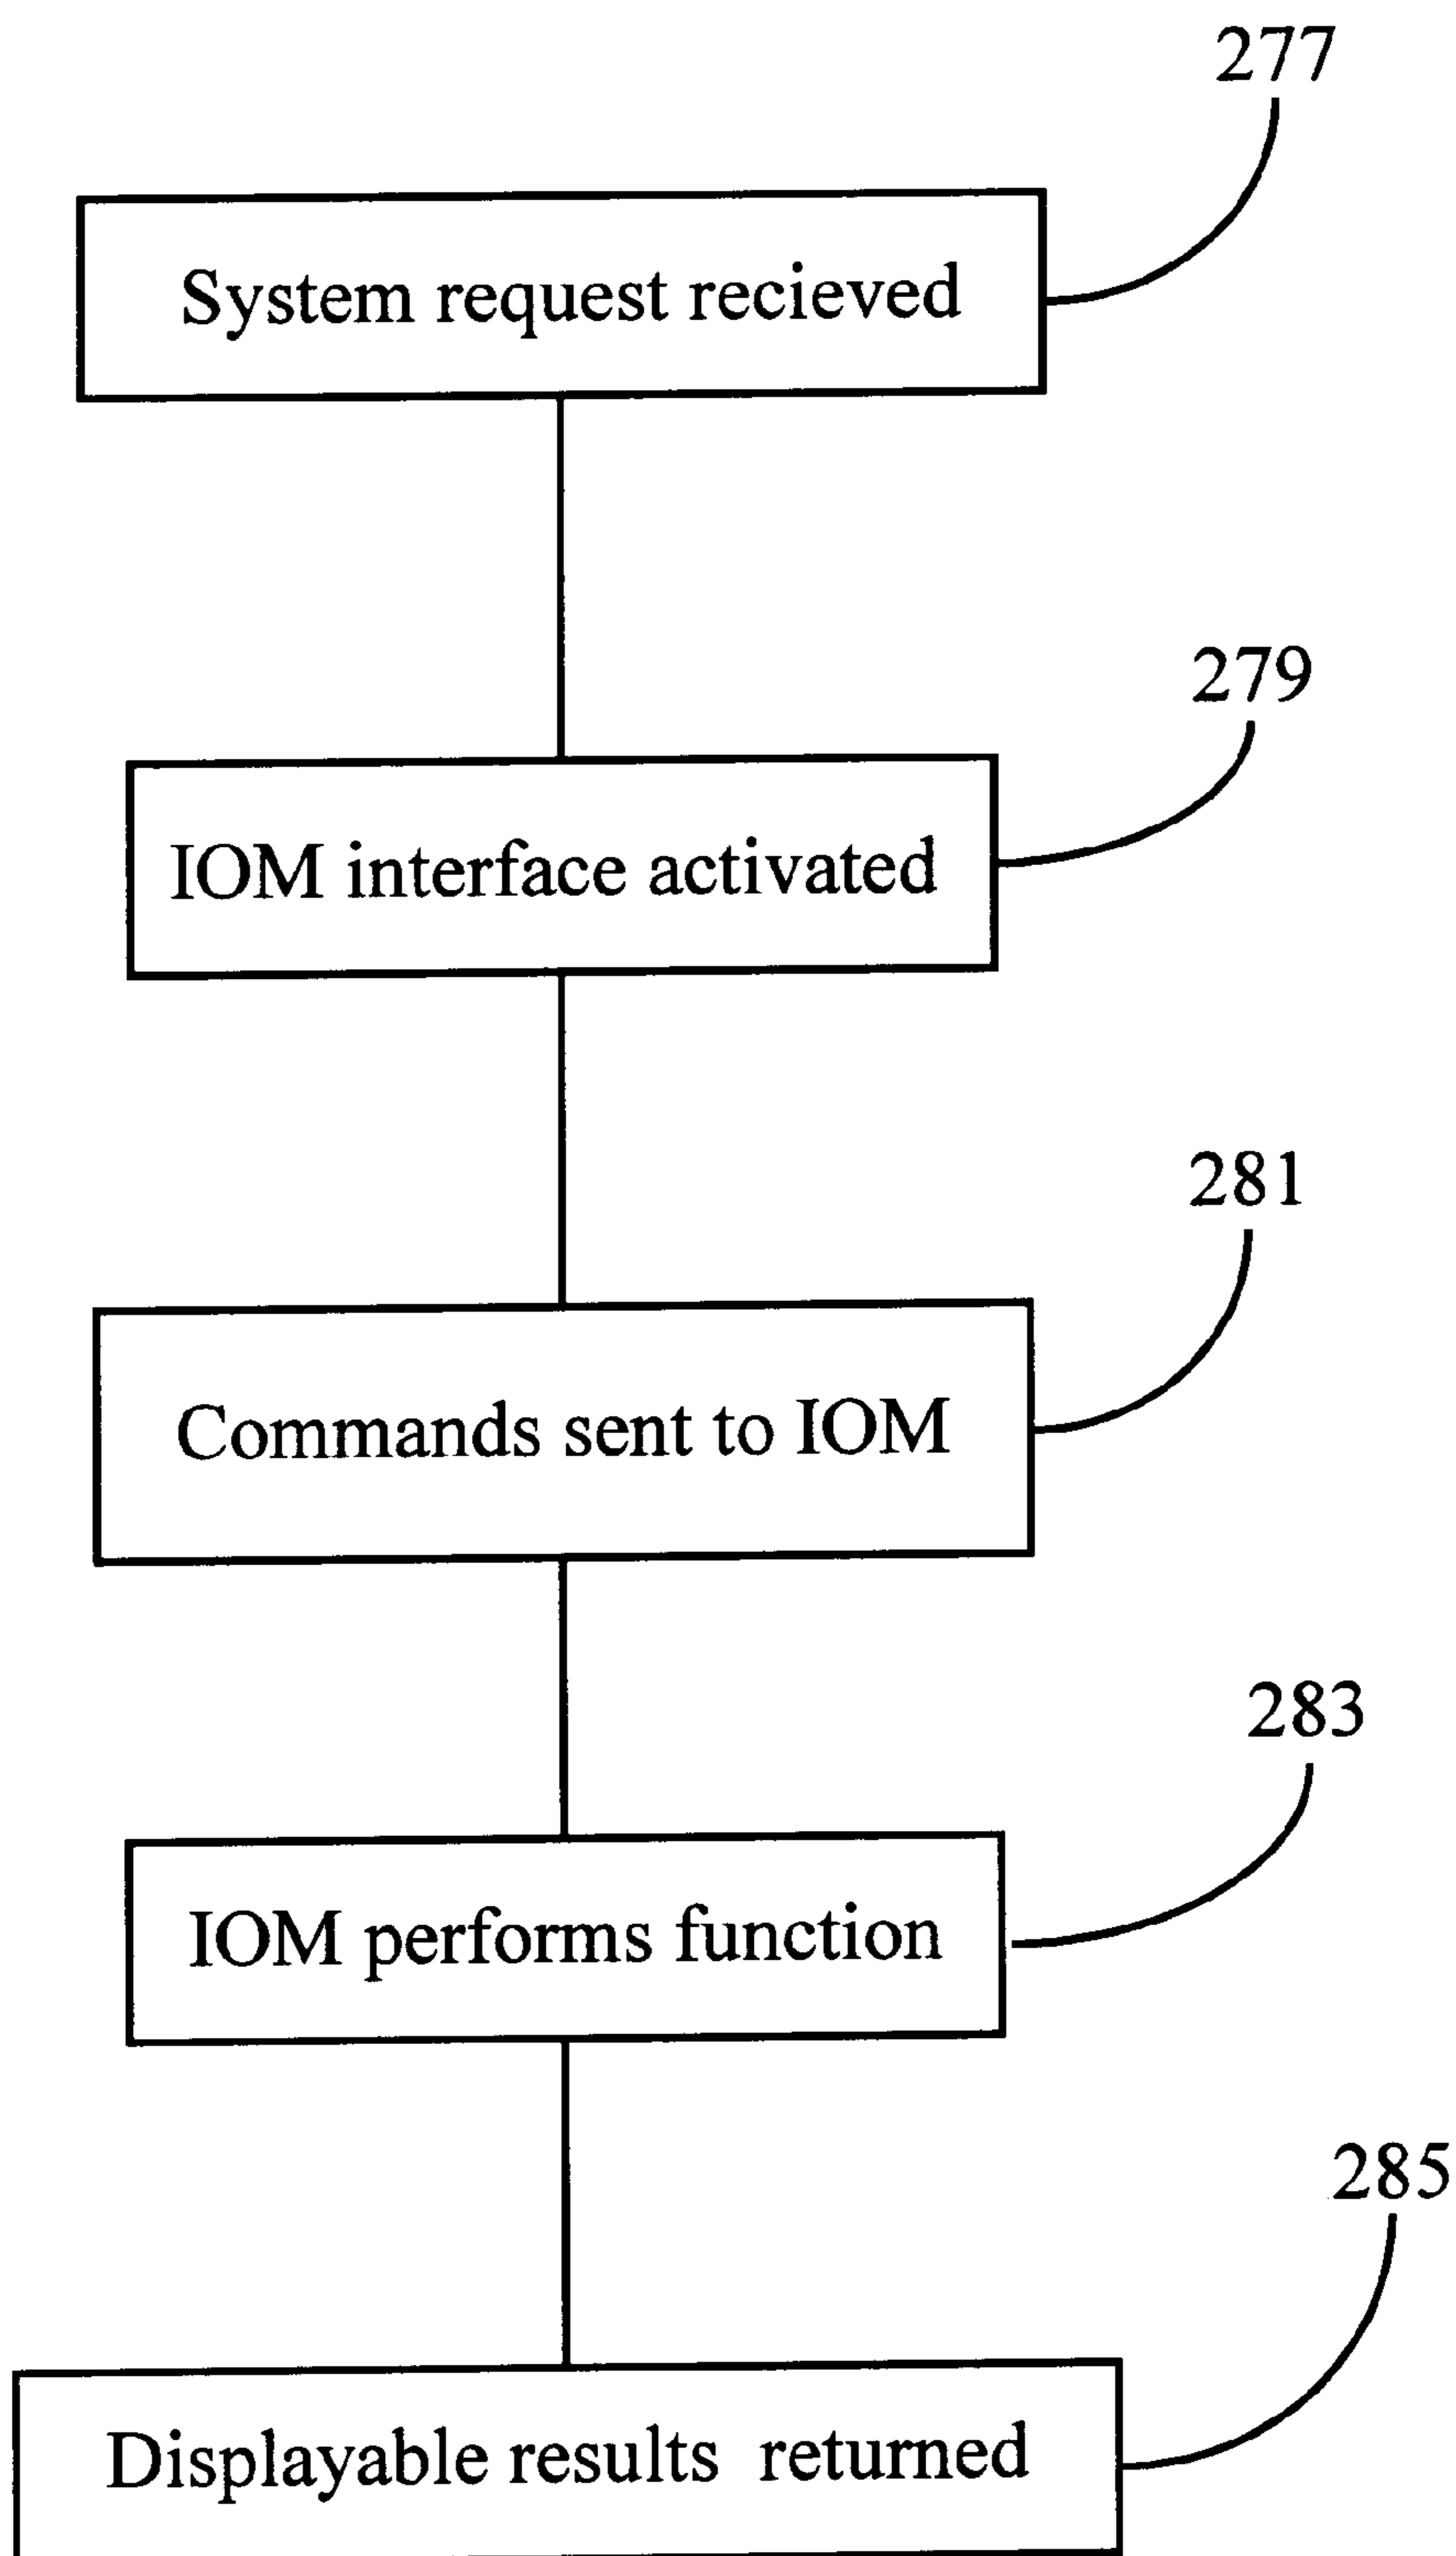 277
System request recieved
279
IOM interface activated
281
Commands sent to IOM
283
IOM performs function
285
Displayable results returned